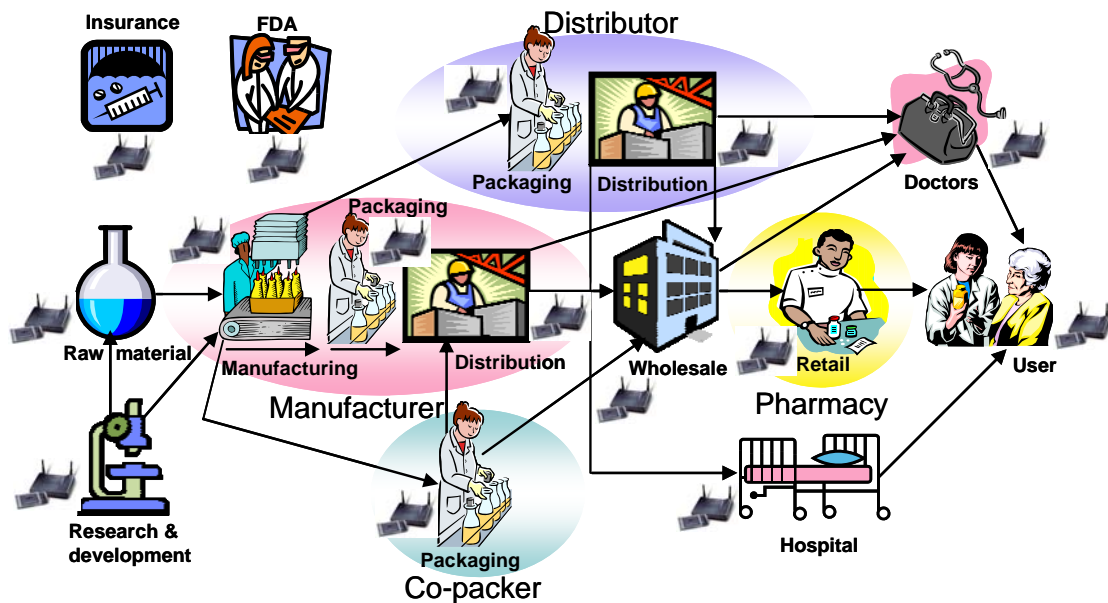 Insurance
FDA
Distributor
Packaging
Distribution
Doctors
Packaging
Raw material
Manufacturing
Distribution
Wholesale
Retail
User
Manufacturer
Pharmacy
Research &
development
Packaging
Hospital
Co-packer